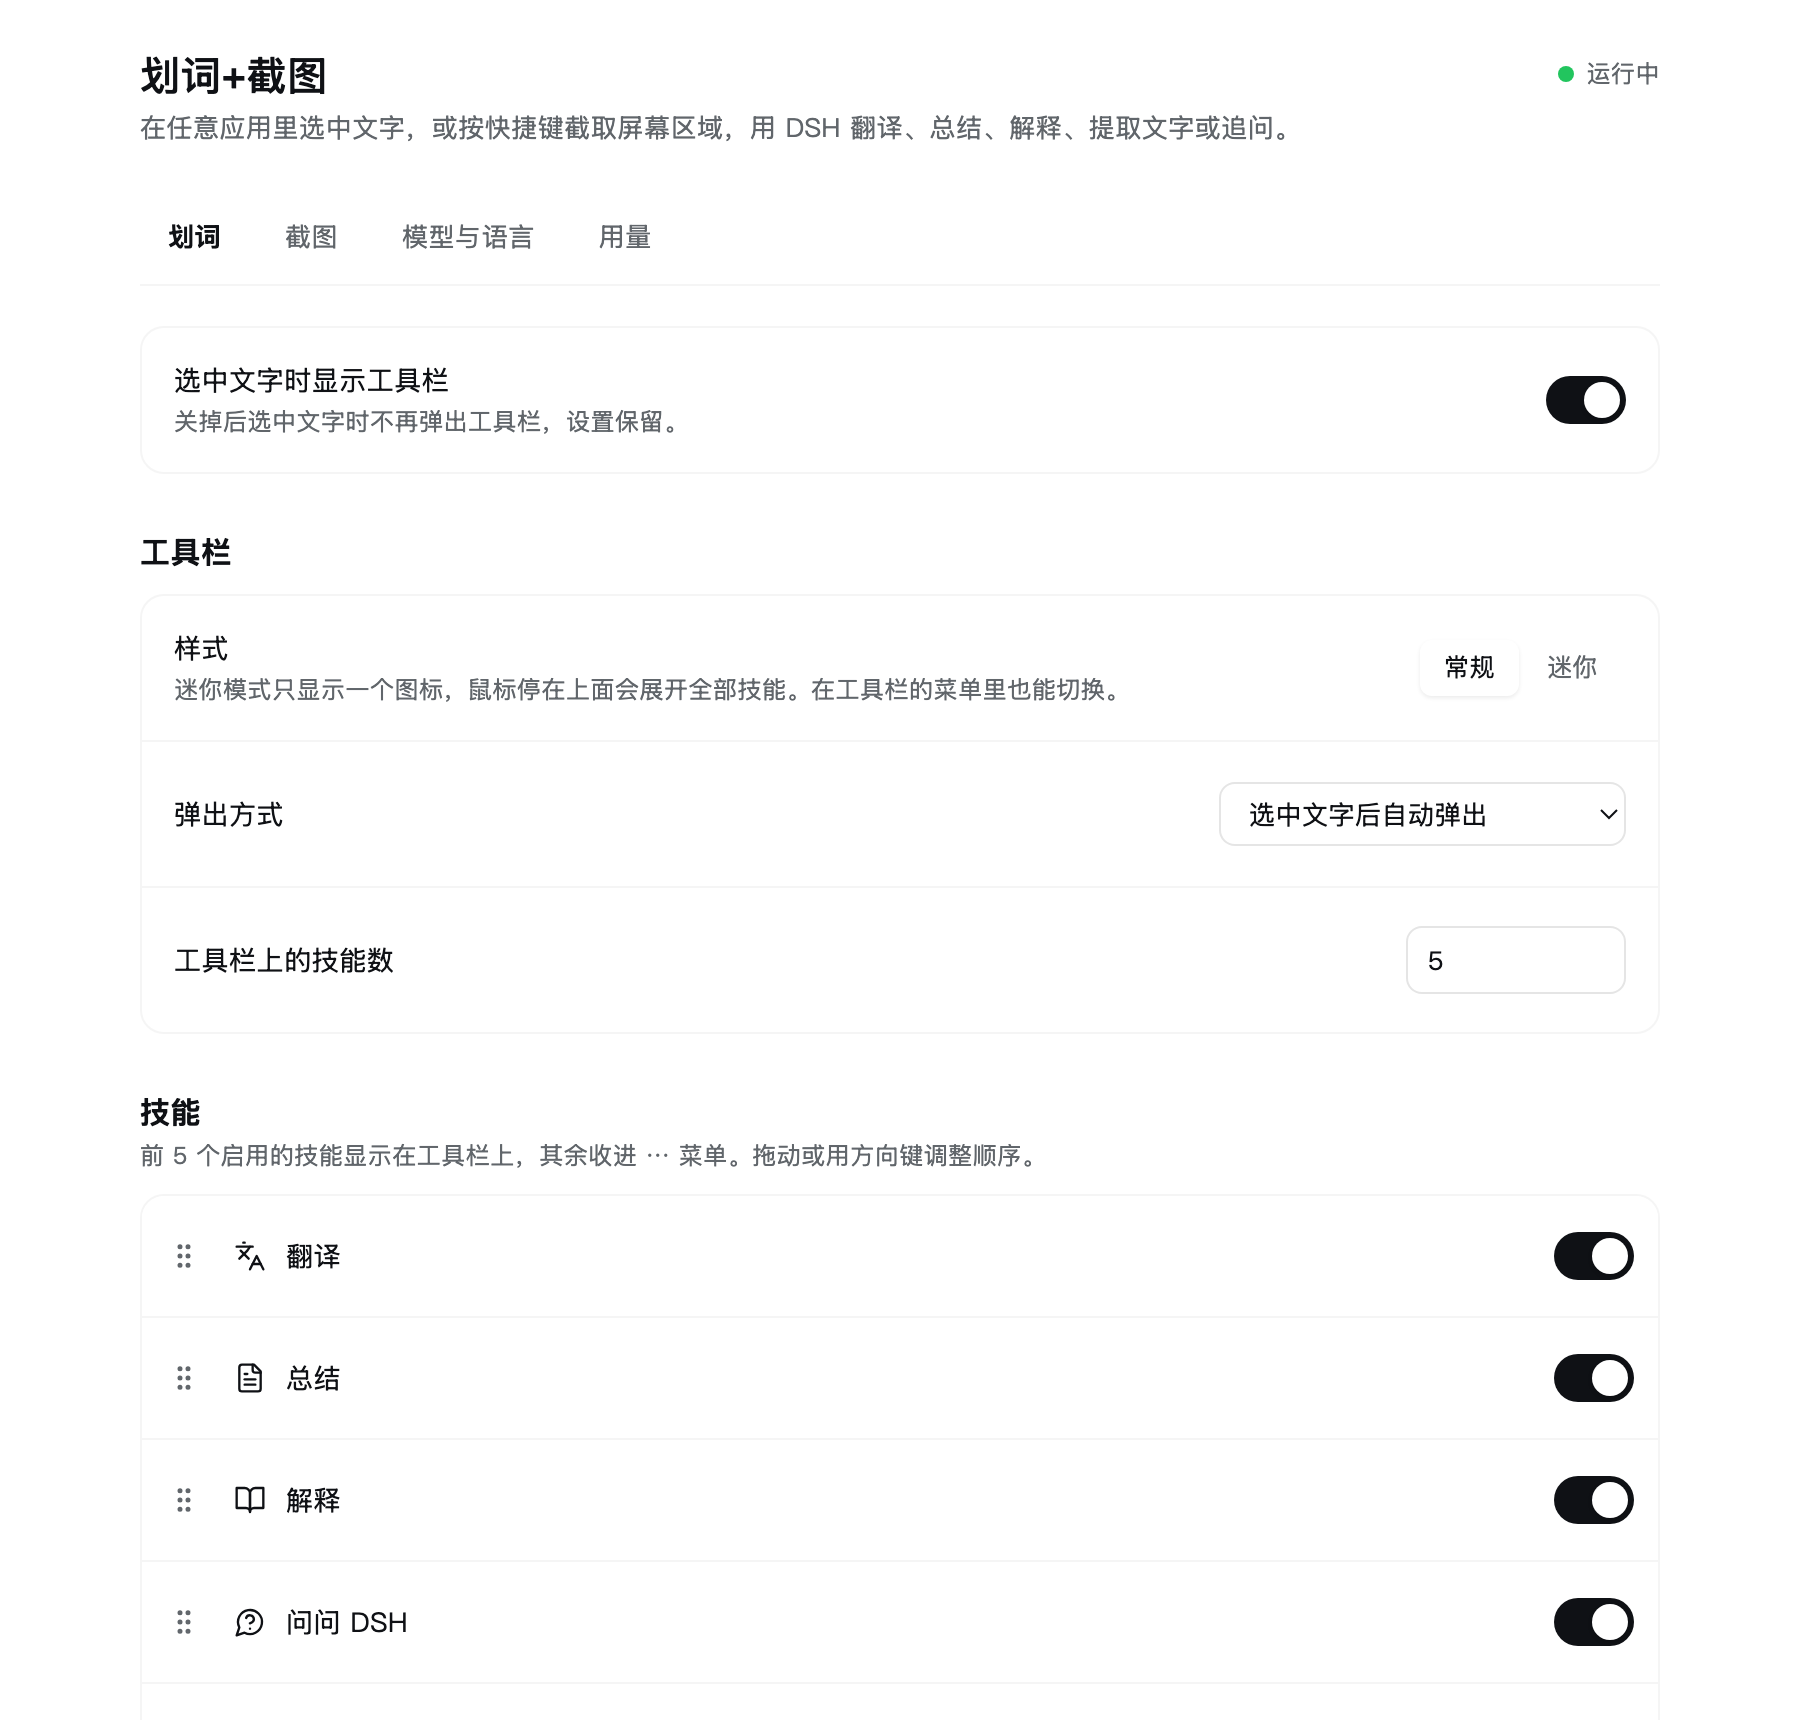 划词+截图
运行中
在任意应用里选中文字，或按快捷键截取屏幕区域，用 DSH 翻译、总结、解释、提取文字或追问。
划词
截图
模型与语言
用量
选中文字时显示工具栏
关掉后选中文字时不再弹出工具栏，设置保留。
工具栏
样式
迷你模式只显示一个图标，鼠标停在上面会展开全部技能。在工具栏的菜单里也能切换。
常规
迷你
弹出方式
选中文字后自动弹出
工具栏上的技能数
5
技能
前 5 个启用的技能显示在工具栏上，其余收进 ··· 菜单。拖动或用方向键调整顺序。
翻译
总结
解释
问问 DSH